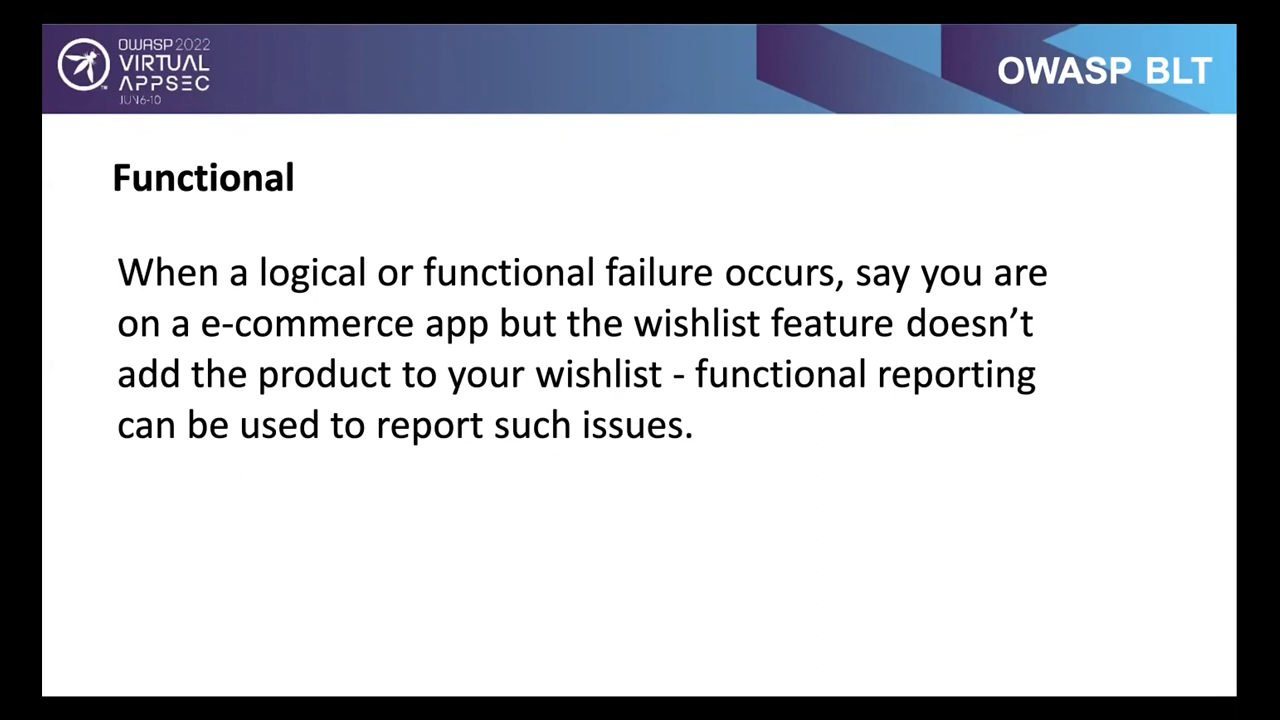 OWASP 2022
VIRTUAL
APPSEC
JUN 6-10
OWASP BLT
Functional
When a logical or functional failure occurs, say you are
on a e-commerce app but the wishlist feature doesn’t
add the product to your wishlist - functional reporting
can be used to report such issues.